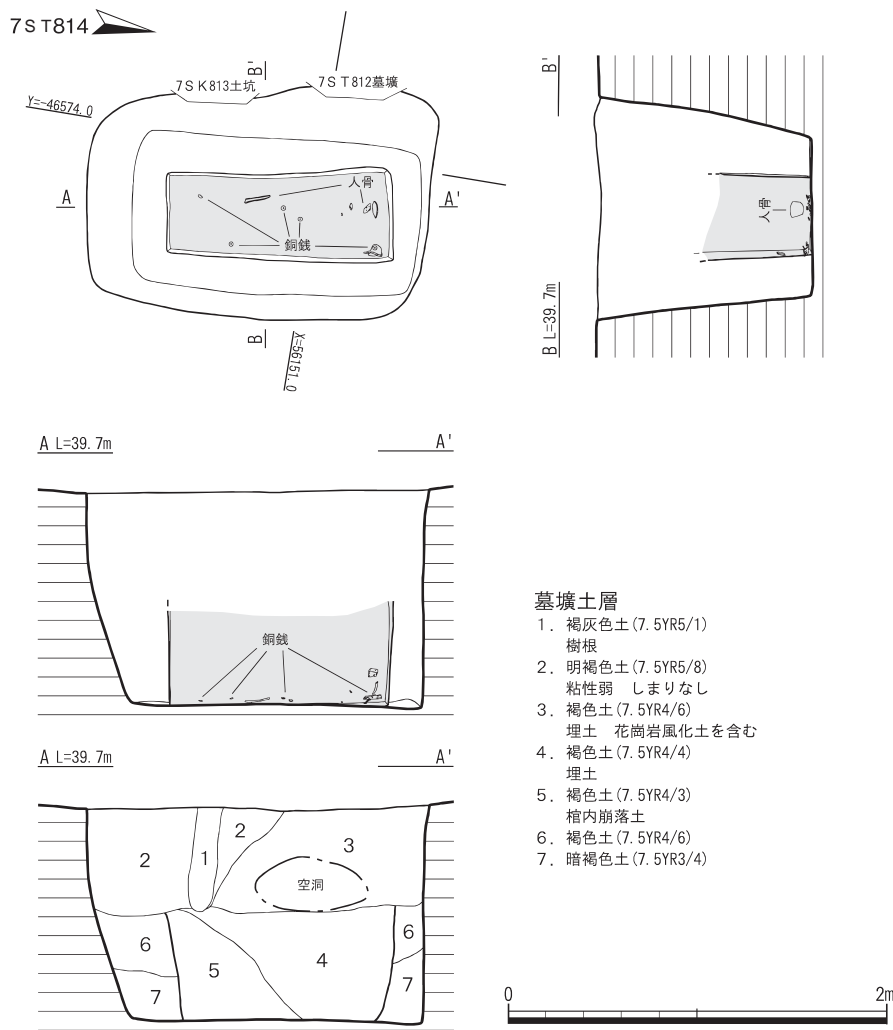 7ST814
7SK813土坑
B'
7ST812墓壙
Y=-46574.0
A
A'
人骨
銅銭
B
X=56151.0
B'
人骨
B L=39.7m
A L=39.7m
A'
銅銭
A L=39.7m
A'
2
1
2
3
空洞
6
5
4
6
7
7
墓壙土層
1. 褐灰色土(7.5YR5/1)
樹根
2. 明褐色土(7.5YR5/8)
粘性弱 しまりなし
3. 褐色土(7.5YR4/6)
埋土 花崗岩風化土を含む
4. 褐色土(7.5YR4/4)
埋土
5. 褐色土(7.5YR4/3)
棺内崩落土
6. 褐色土(7.5YR4/6)
7. 暗褐色土(7.5YR3/4)
0
2m